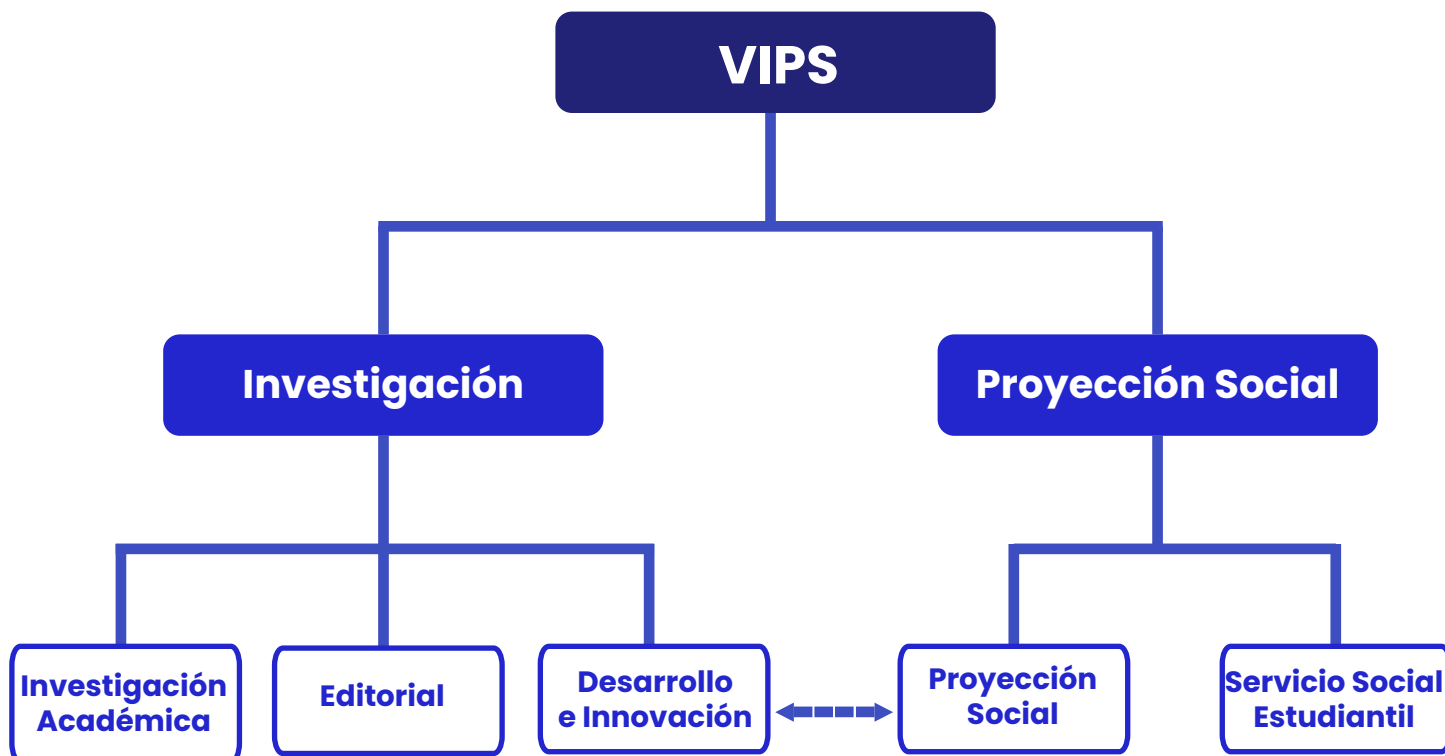 VIPS
Investigación
Proyección Social
Investigación
Académica
Editorial
Desarrollo
e Innovación
Proyección
Social
Servicio Social
Estudiantil